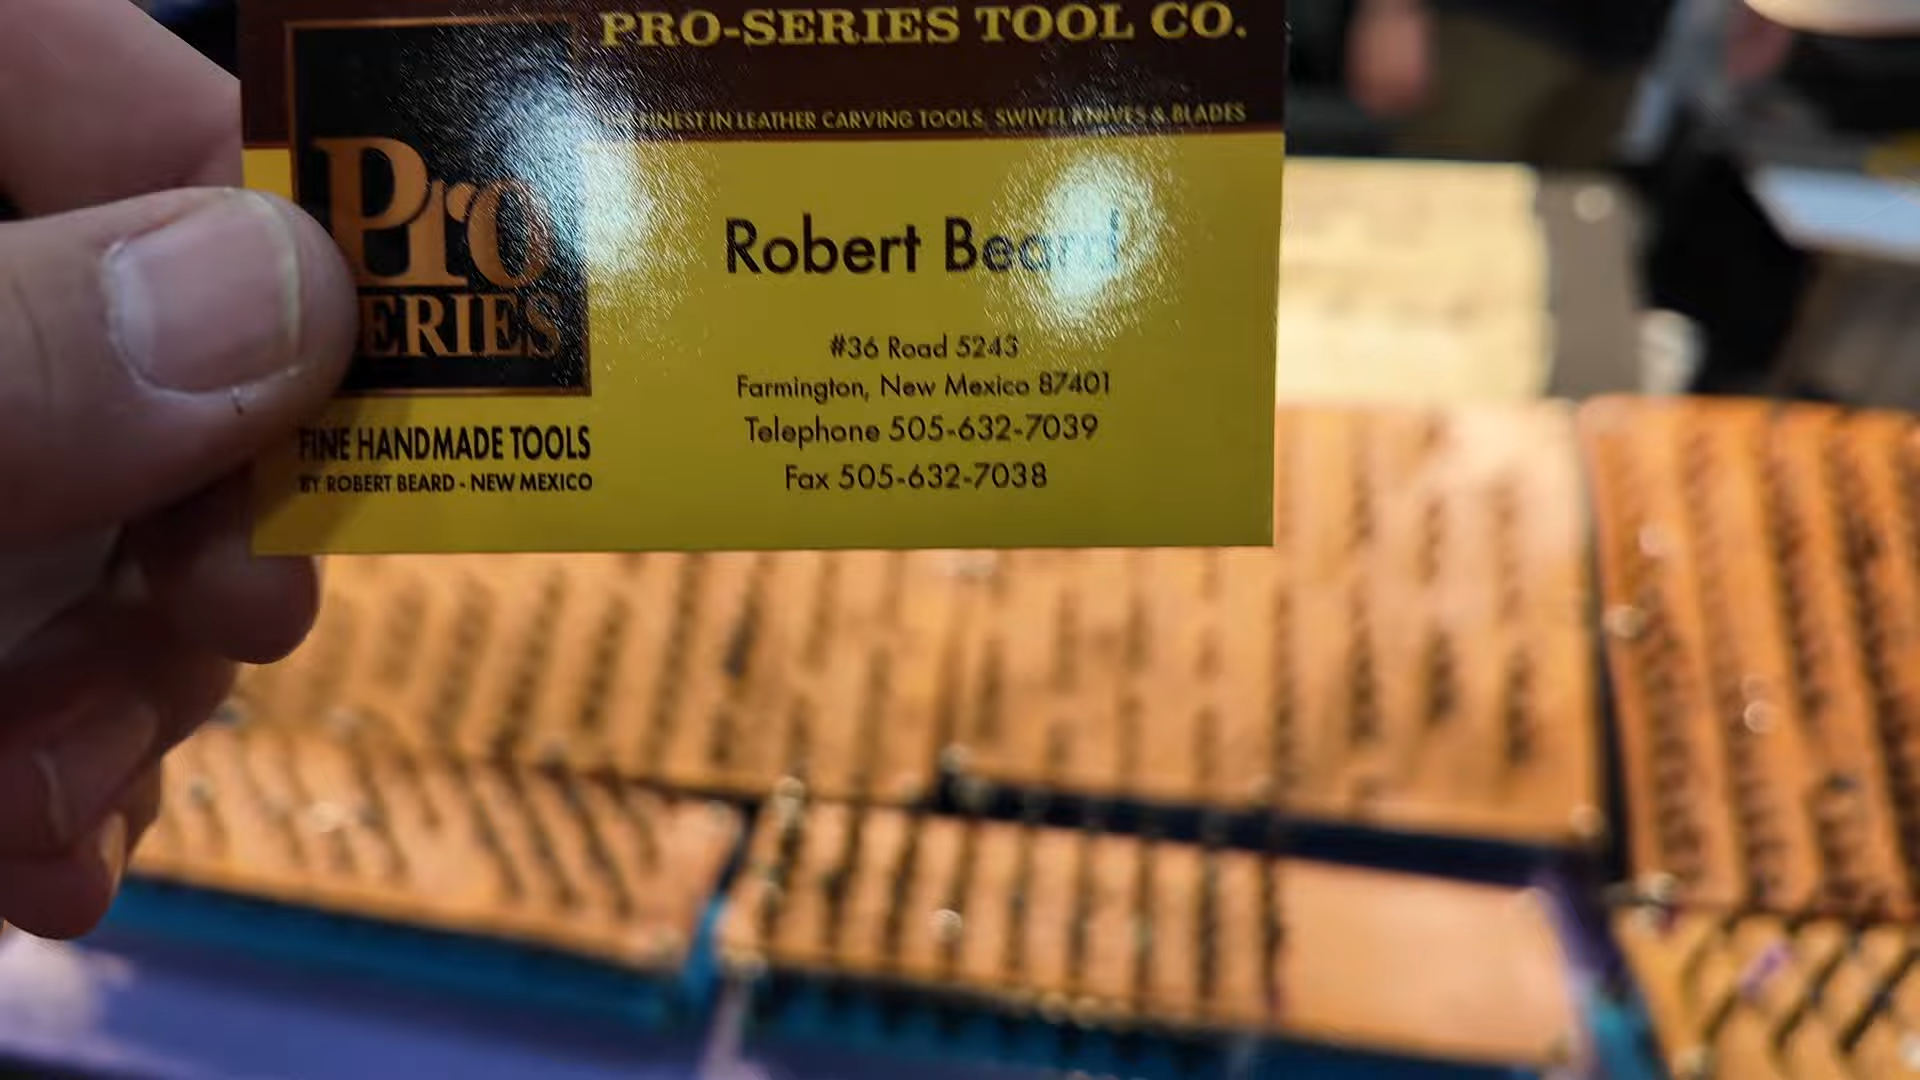 PRO-SERIES TOOL CO.
FINEST IN LEATHER CARVING TOOLS, SWIVEL KNIVES & BLADES
Pro
ERIES
Robert Beard
#36 Road 5243
Farmington, New Mexico 87401
Telephone 505-632-7039
Fax 505-632-7038
FINE HANDMADE TOOLS
BY ROBERT BEARD - NEW MEXICO